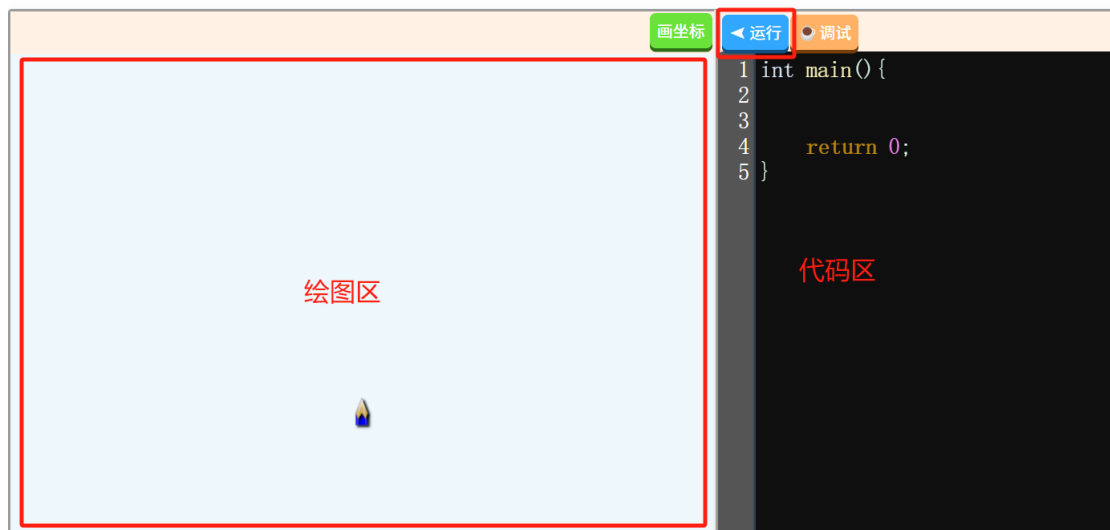 画坐标 运行 调试
1 int main(){
2
3
4 return 0;
5 }
绘图区
代码区